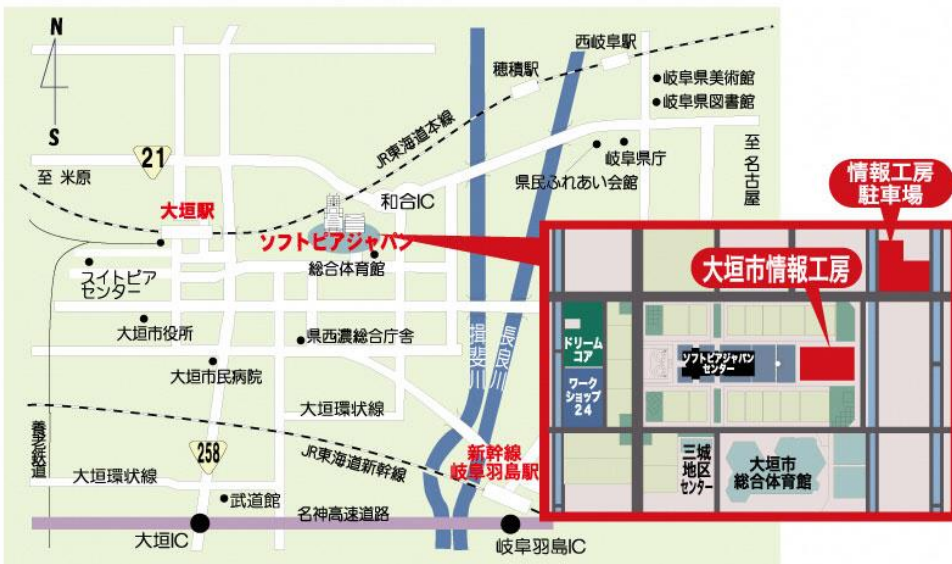 N
S
西岐阜駅
穂積駅
岐阜県美術館
岐阜県図書館
JR東海道本線
21
至 米原
岐阜県庁
県民ふれあい会館
至 名古屋
情報工房
駐車場
和合IC
大垣駅
ソフトピアジャパン
総合体育館
大垣市情報工房
スイトピア
センター
大垣市役所
県西濃総合庁舎
揖斐川
長良川
ドリーム
コア
ソフトピアジャパン
センター
ワーク
ショップ
24
大垣市民病院
大垣環状線
養老鉄道
258
JR東海道新幹線
新幹線
岐阜羽島駅
三城
地区
センター
大垣市
総合体育館
大垣環状線
武道館
名神高速道路
大垣IC
岐阜羽島IC